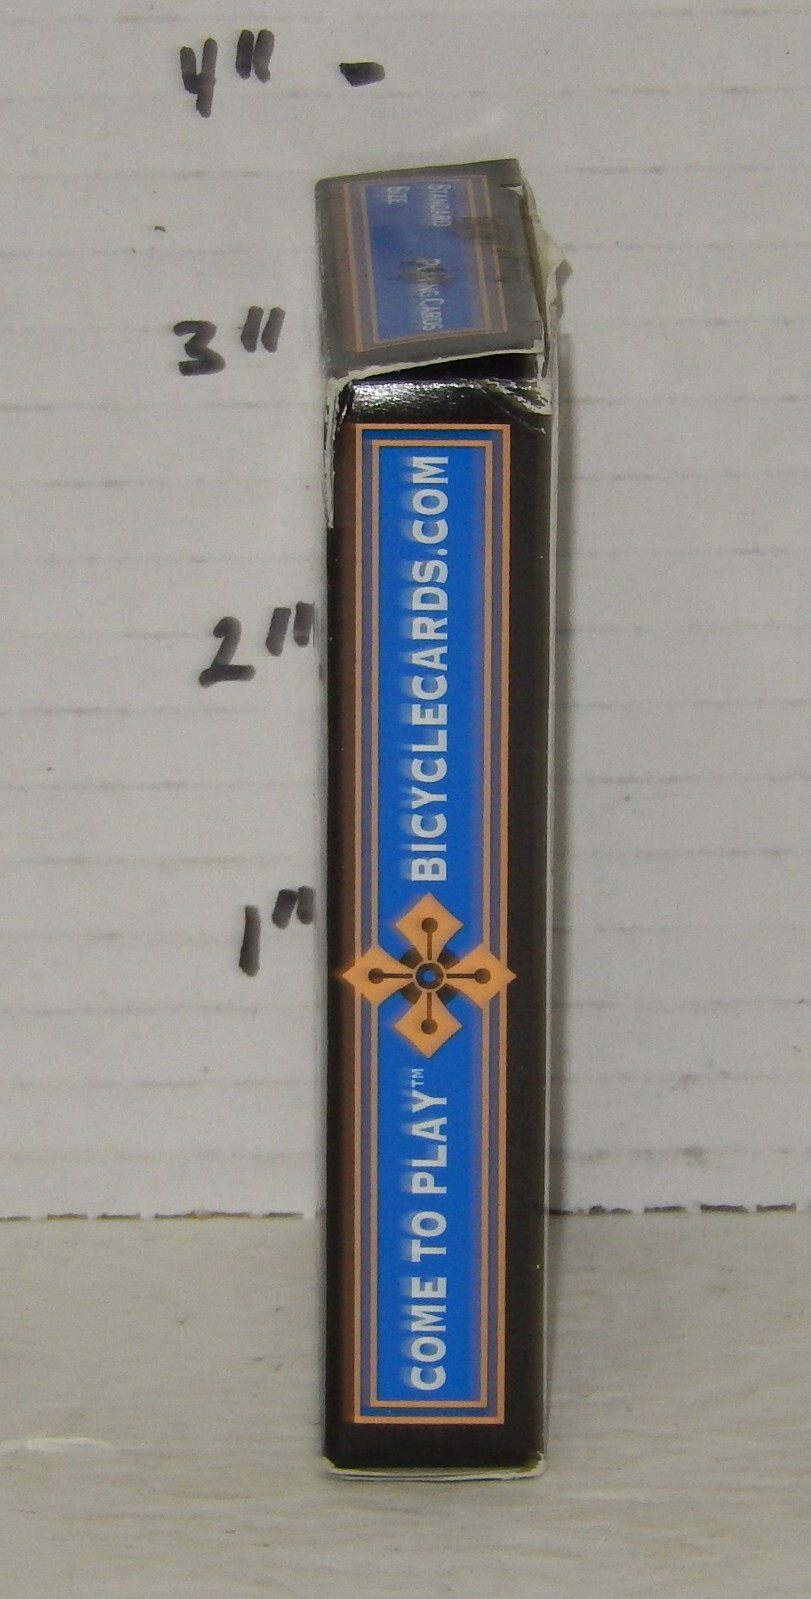 4"
STANDARD
SIZE
PLAYING CARDS
3"
2"
1"
COME TO PLAY™ BICYCLECARDS.COM